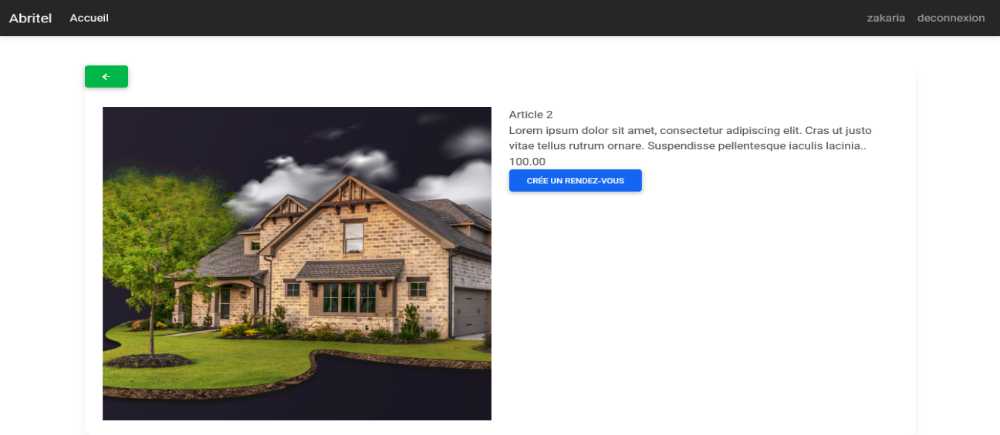 Abritel Accueil zakaria deconnexion
Article 2
Lorem ipsum dolor sit amet, consectetur adipiscing elit. Cras ut justo
vitae tellus rutrum ornare. Suspendisse pellentesque iaculis lacinia..
100.00
CRÉE UN RENDEZ-VOUS